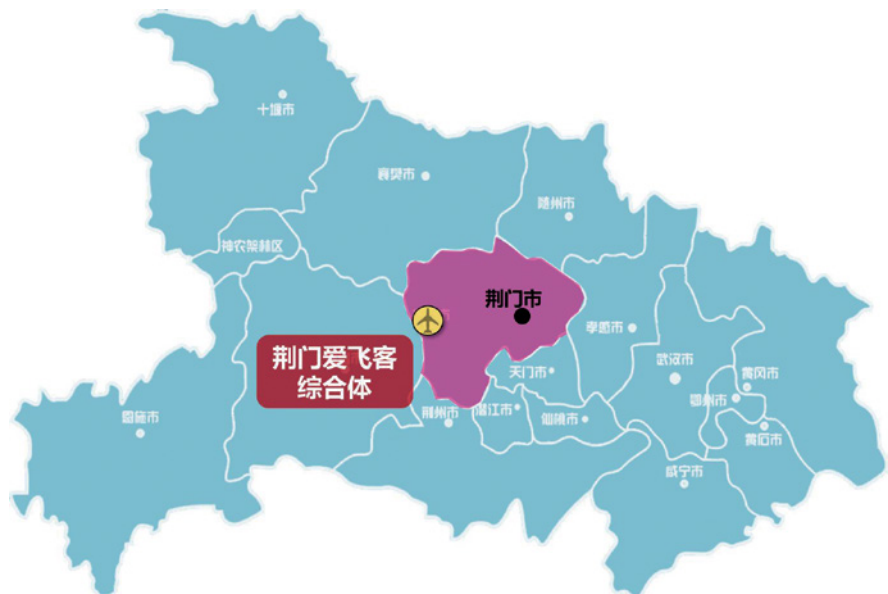 十堰市
襄樊市
随州市
神农架林区
荆门市
孝感市
荆门爱飞客
综合体
天门市
武汉市
黄冈市
鄂州市
恩施市
荆州市
潜江市
仙桃市
黄石市
咸宁市